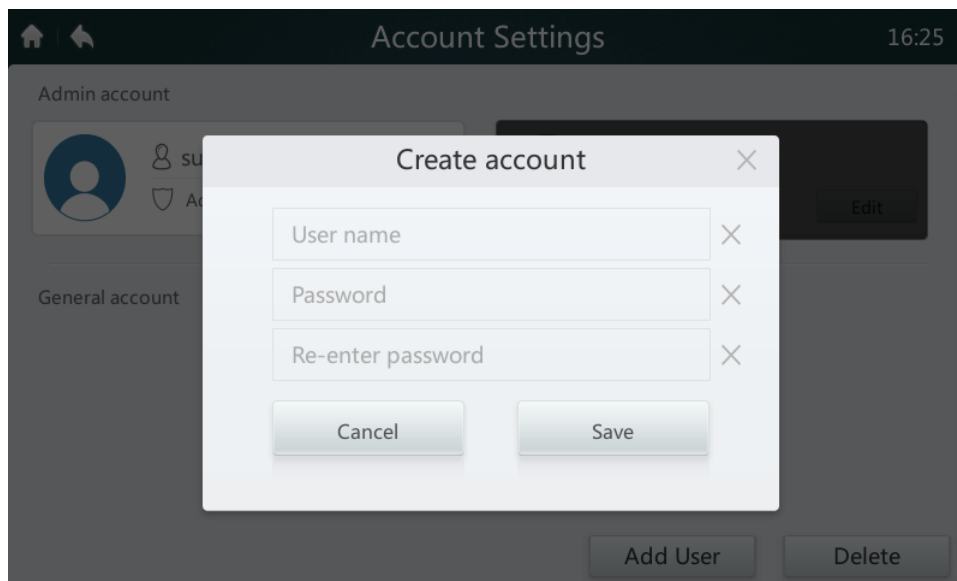 Account Settings 16:25
Admin account
su
Create account
Edit
User name
Password
General account
Re-enter password
Cancel Save
Add User Delete